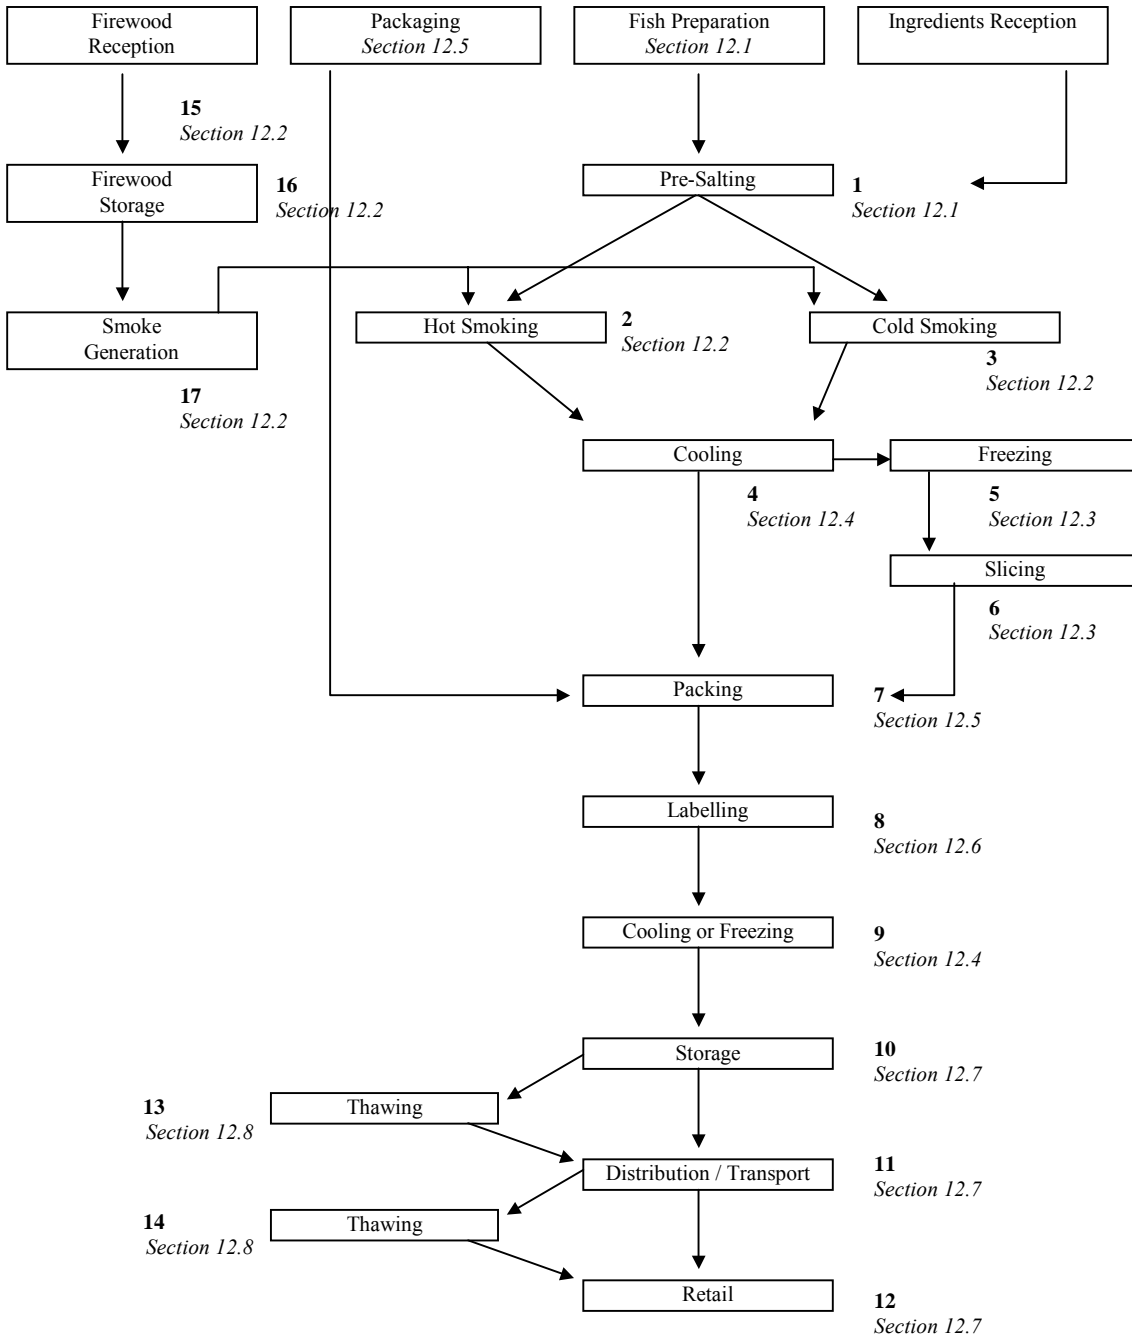 Firewood
Reception
Packaging
Section 12.5
Fish Preparation
Section 12.1
Ingredients Reception
15
Section 12.2
Firewood
Storage
16
Section 12.2
Pre-Salting
1
Section 12.1
Smoke
Generation
17
Section 12.2
Hot Smoking
2
Section 12.2
Cold Smoking
3
Section 12.2
Cooling
4
Section 12.4
Freezing
5
Section 12.3
Slicing
6
Section 12.3
Packing
7
Section 12.5
Labelling
8
Section 12.6
Cooling or Freezing
9
Section 12.4
Storage
10
Section 12.7
13
Section 12.8
Thawing
Distribution / Transport
11
Section 12.7
14
Section 12.8
Thawing
Retail
12
Section 12.7